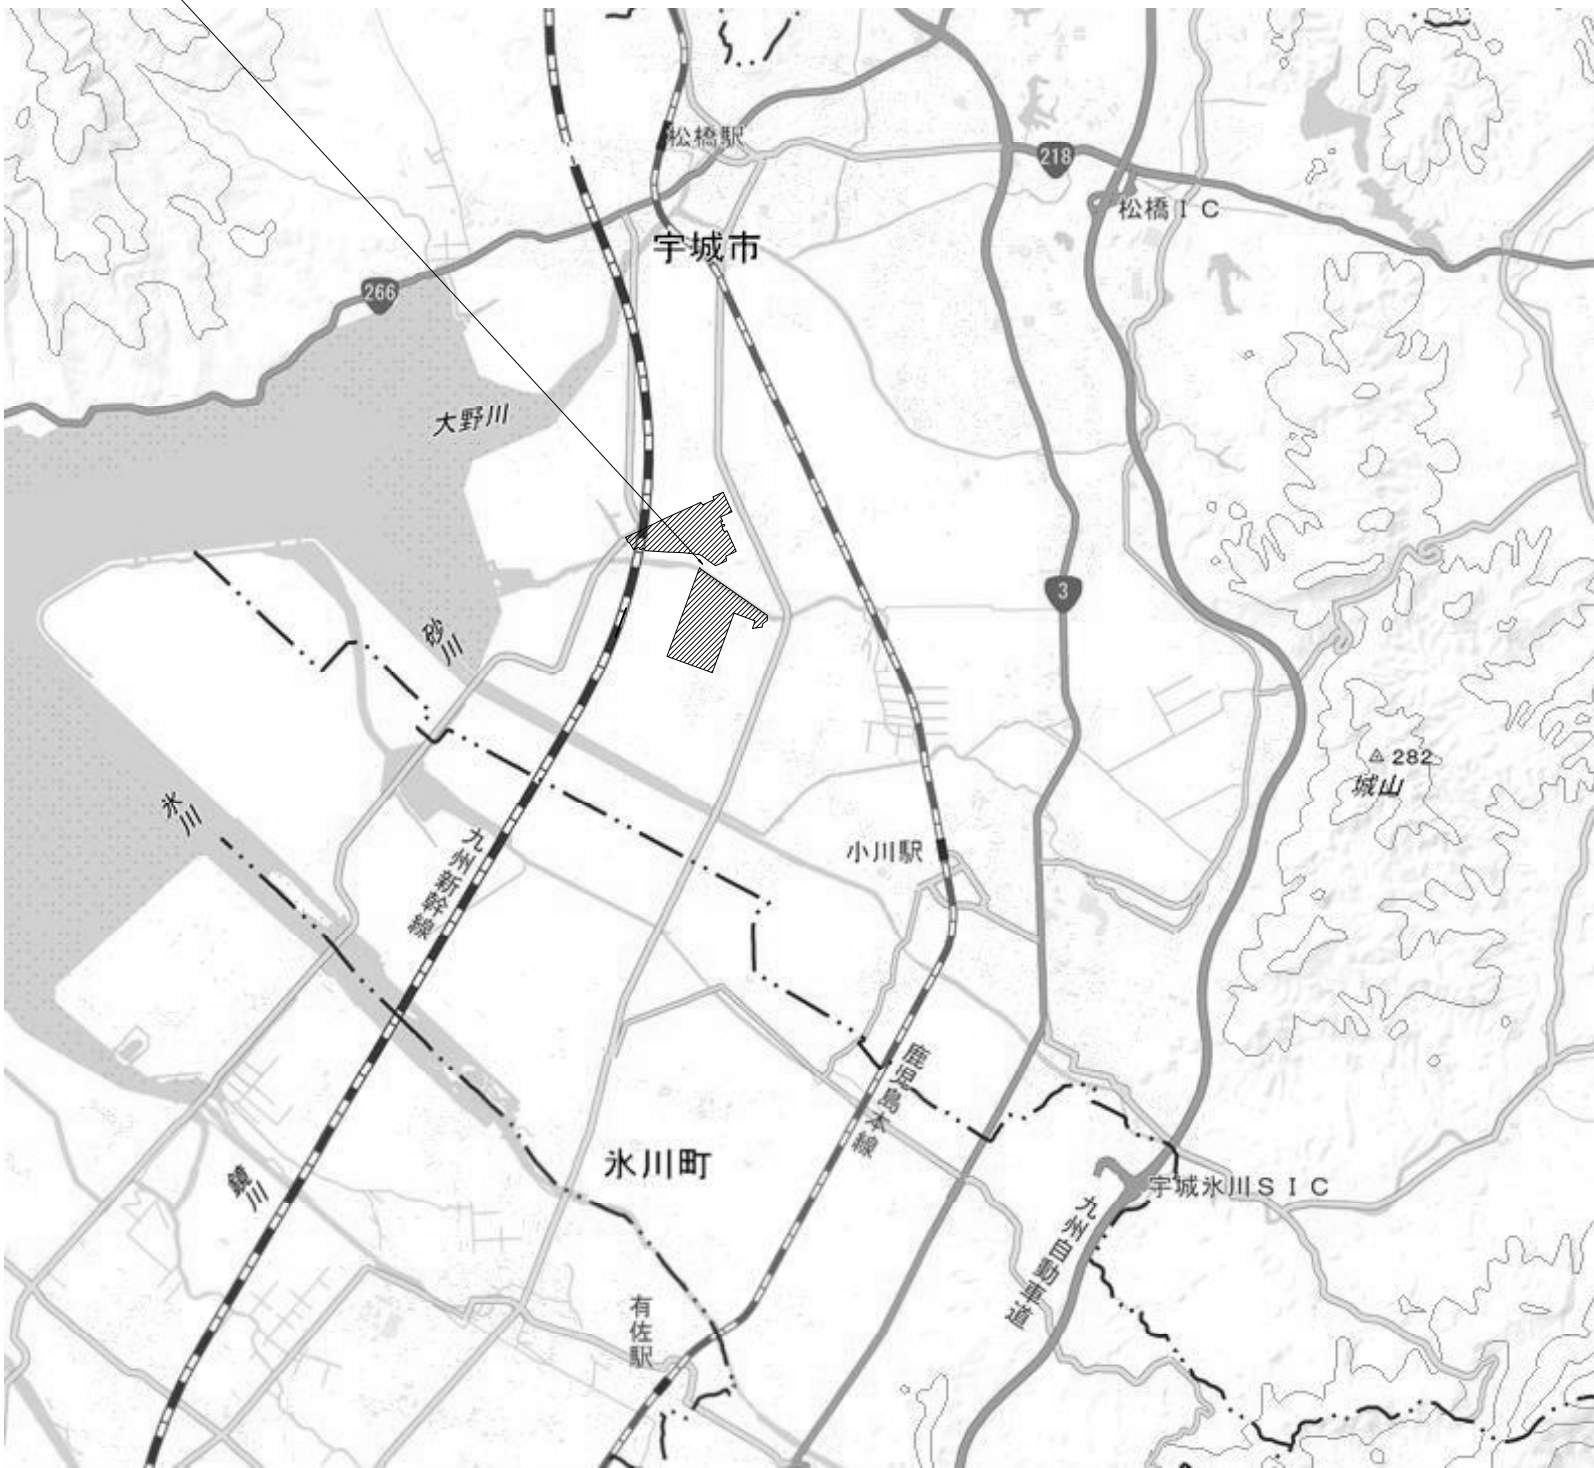 松橋駅
218
松橋IC
宇城市
266
大野川
砂川
3
282
城山
氷川
小川駅
九州新幹線
鹿児島本線
氷川町
鏡川
宇城氷川SIC
九州自動車道
有佐駅